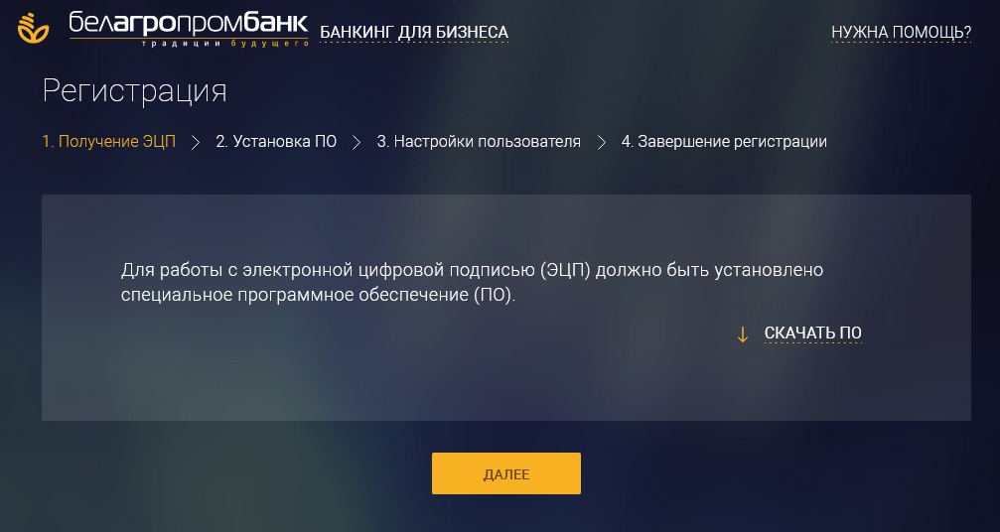 белагропромбанк
традиции будущего
БАНКИНГ ДЛЯ БИЗНЕСА
НУЖНА ПОМОЩЬ?
Регистрация
1. Получение ЭЦП
2. Установка ПО
3. Настройки пользователя
4. Завершение регистрации
Для работы с электронной цифровой подписью (ЭЦП) должно быть установлено
специальное программное обеспечение (ПО).
СКАЧАТЬ ПО
ДАЛЕЕ